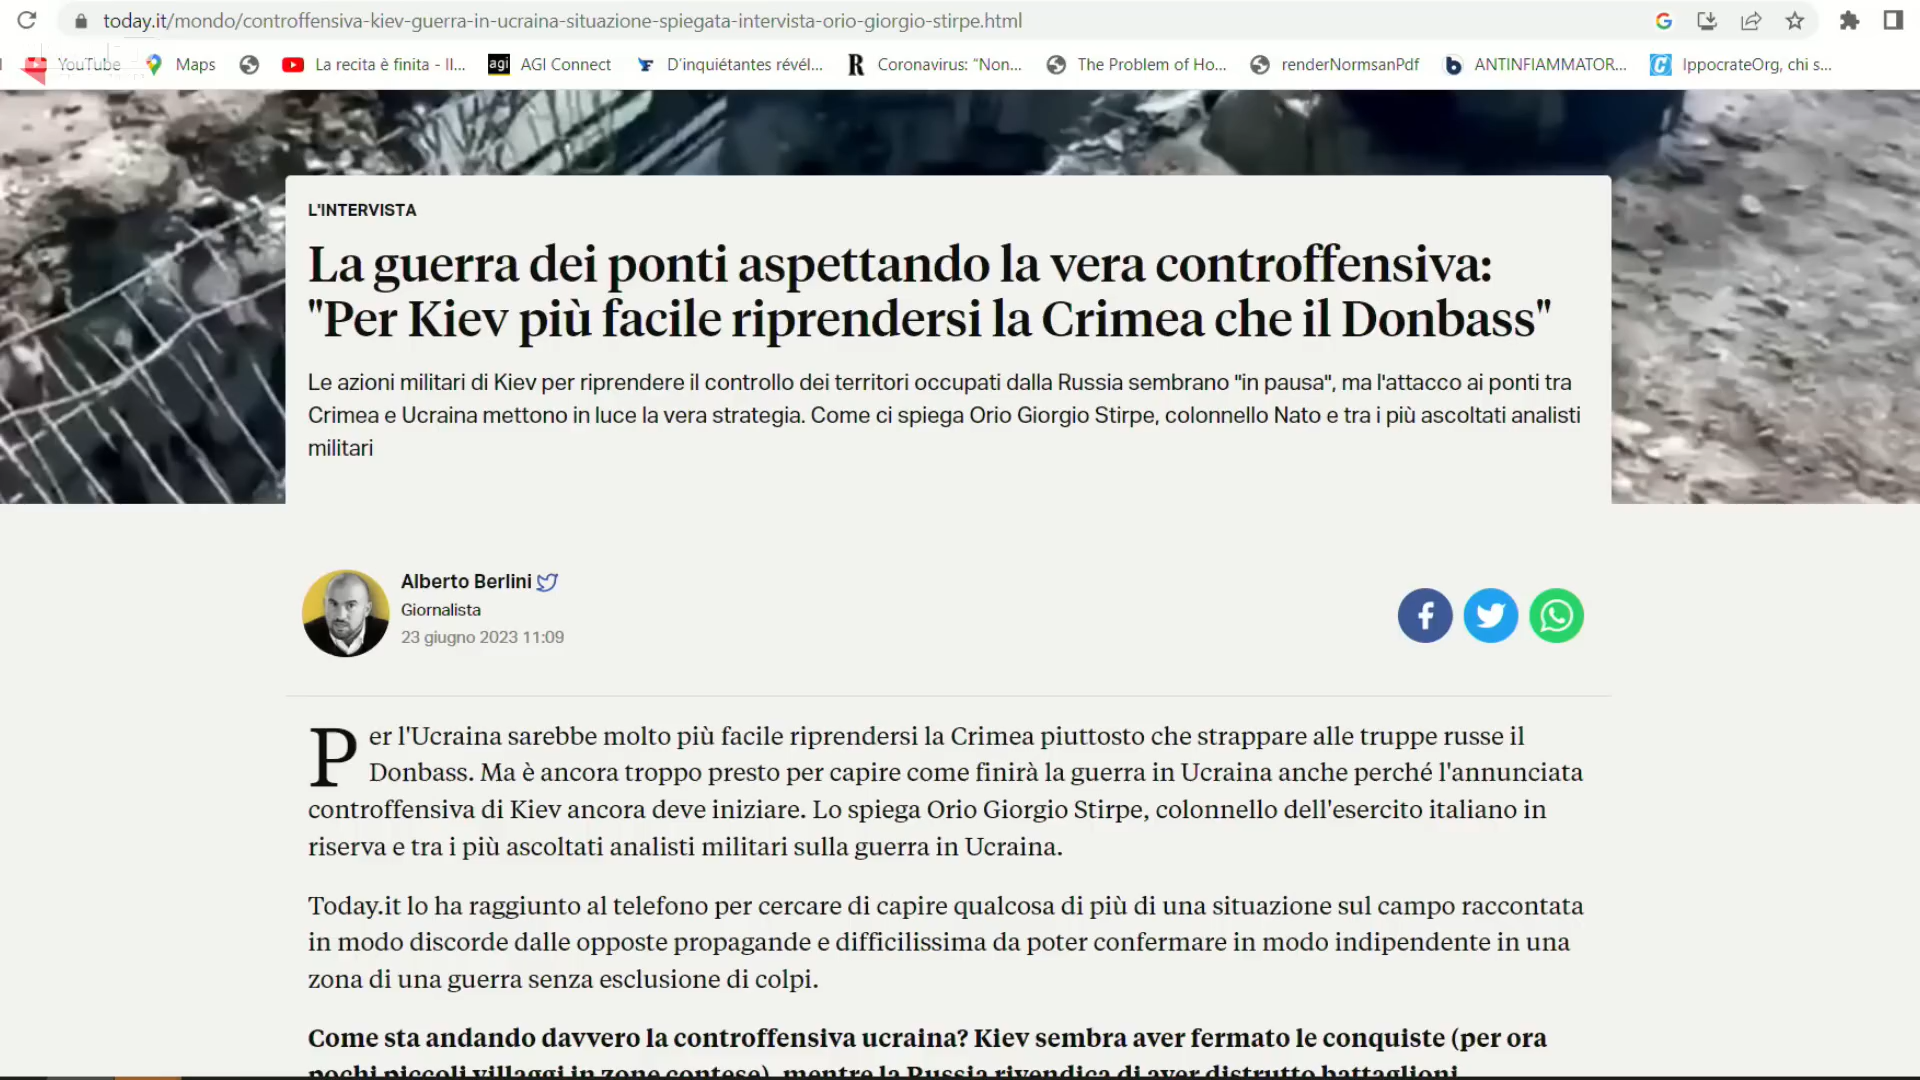 today.it/mondo/controffensiva-kiev-guerra-in-ucraina-situazione-spiegata-intervista-orio-giorgio-stirpe.html
YouTube Maps La recita è finita - Il... agi AGI Connect D'inquiétantes révél... R Coronavirus: “Non... The Problem of Ho... renderNormsanPdf b ANTINFIAMMATOR... IppocrateOrg, chi s...
L'INTERVISTA
La guerra dei ponti aspettando la vera controffensiva:
"Per Kiev più facile riprendersi la Crimea che il Donbass"
Le azioni militari di Kiev per riprendere il controllo dei territori occupati dalla Russia sembrano "in pausa", ma l'attacco ai ponti tra
Crimea e Ucraina mettono in luce la vera strategia. Come ci spiega Orio Giorgio Stirpe, colonnello Nato e tra i più ascoltati analisti
militari
Alberto Berlini
Giornalista
23 giugno 2023 11:09
Per l'Ucraina sarebbe molto più facile riprendersi la Crimea piuttosto che strappare alle truppe russe il
Donbass. Ma è ancora troppo presto per capire come finirà la guerra in Ucraina anche perché l'annunciata
controffensiva di Kiev ancora deve iniziare. Lo spiega Orio Giorgio Stirpe, colonnello dell'esercito italiano in
riserva e tra i più ascoltati analisti militari sulla guerra in Ucraina.
Today.it lo ha raggiunto al telefono per cercare di capire qualcosa di più di una situazione sul campo raccontata
in modo discorde dalle opposte propagande e difficilissima da poter confermare in modo indipendente in una
zona di una guerra senza esclusione di colpi.
Come sta andando davvero la controffensiva ucraina? Kiev sembra aver fermato le conquiste (per ora
pochi piccoli villaggi in zone contese), mentre la Russia rivendica di aver distrutto battaglioni